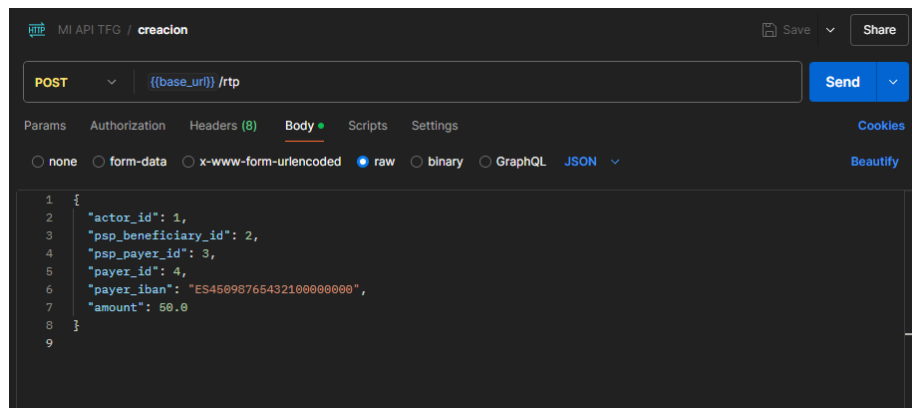 HTTP MI API TFG / creacion Save Share
POST {{base_url}} /rtp Send
Params Authorization Headers (8) Body Scripts Settings Cookies
none form-data x-www-form-urlencoded raw binary GraphQL JSON Beautify
1 {
2 "actor_id": 1,
3 "psp_beneficiary_id": 2,
4 "psp_payer_id": 3,
5 "payer_id": 4,
6 "payer_iban": "ES45098765432100000000",
7 "amount": 50.0
8 }
9